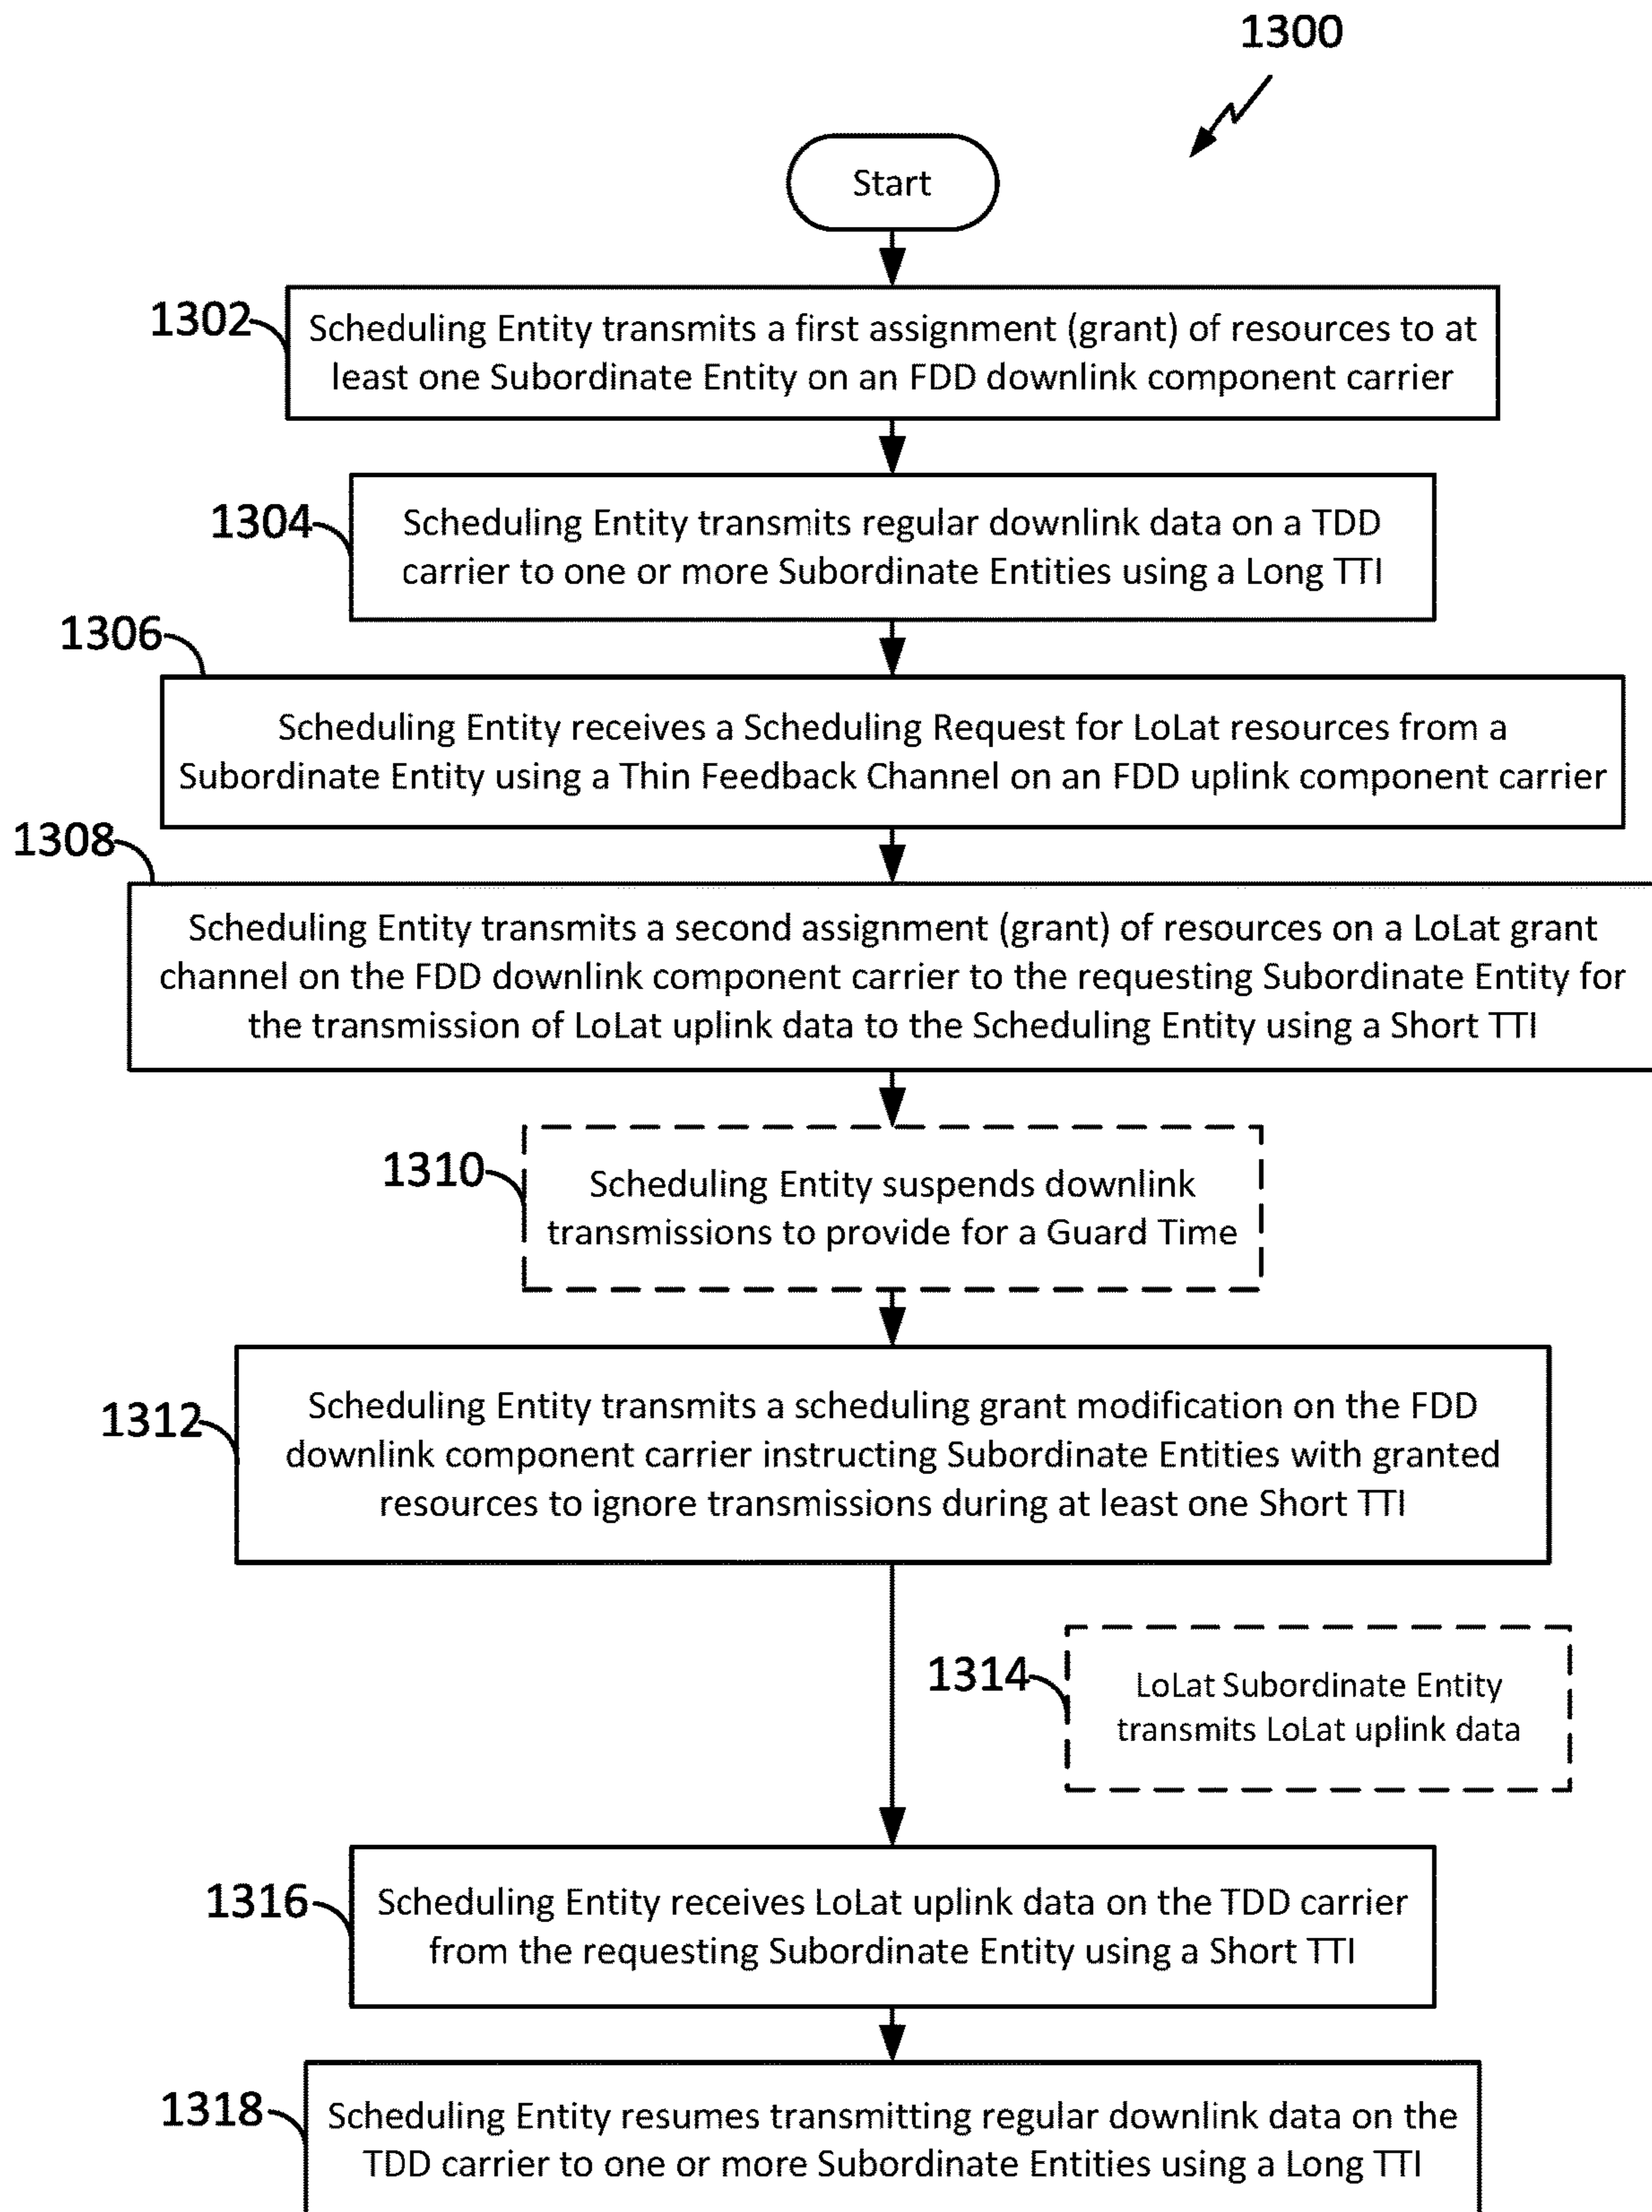 1300
Start
1302
Scheduling Entity transmits a first assignment (grant) of resources to at
least one Subordinate Entity on an FDD downlink component carrier
1304
Scheduling Entity transmits regular downlink data on a TDD
carrier to one or more Subordinate Entities using a Long TTI
1306
Scheduling Entity receives a Scheduling Request for LoLat resources from a
Subordinate Entity using a Thin Feedback Channel on an FDD uplink component carrier
1308
Scheduling Entity transmits a second assignment (grant) of resources on a LoLat grant
channel on the FDD downlink component carrier to the requesting Subordinate Entity for
the transmission of LoLat uplink data to the Scheduling Entity using a Short TTI
1310
Scheduling Entity suspends downlink
transmissions to provide for a Guard Time
1312
Scheduling Entity transmits a scheduling grant modification on the FDD
downlink component carrier instructing Subordinate Entities with granted
resources to ignore transmissions during at least one Short TTI
1314
LoLat Subordinate Entity
transmits LoLat uplink data
1316
Scheduling Entity receives LoLat uplink data on the TDD carrier
from the requesting Subordinate Entity using a Short TTI
1318
Scheduling Entity resumes transmitting regular downlink data on the
TDD carrier to one or more Subordinate Entities using a Long TTI